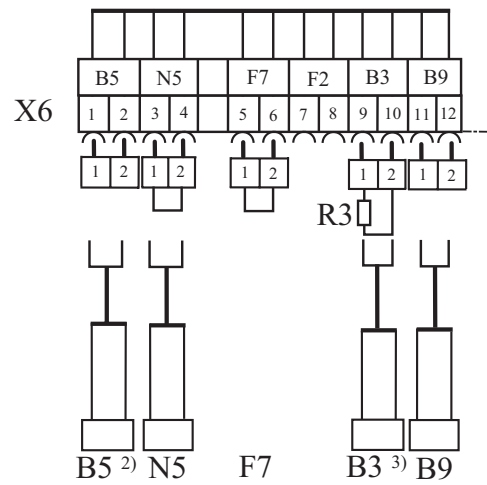 B5 N5 F7 F2 B3 B9
X6 1 2 3 4 5 6 7 8 9 10 11 12
1 2 1 2 1 2 1 2 1 2
R3
B5 2) N5 F7 B3 3) B9